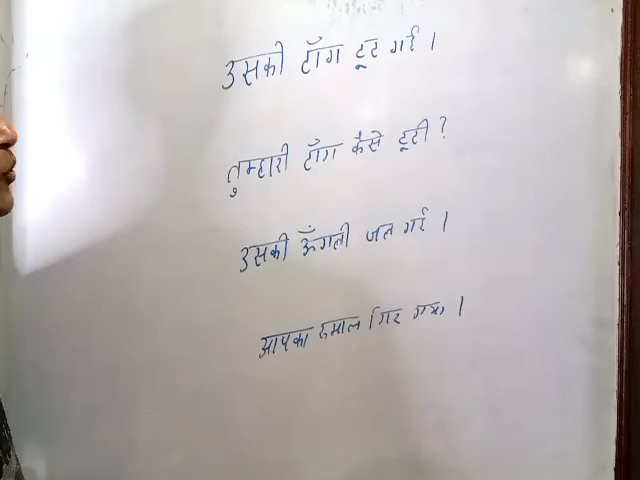 उसकी टाँग टूट गई।
तुम्हारी टाँग कैसे टूटी?
उसकी ऊँगली जल गई।
आपका रुमाल गिर गया।